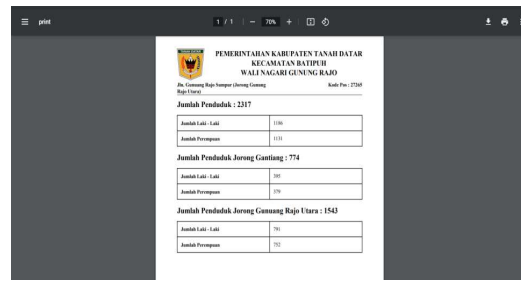 print
1 / 1 | − 70% +
PEMERINTAHAN KABUPATEN TANAH DATAR
KECAMATAN BATIPUH
WALI NAGARI GUNUNG RAJO
Jln. Gunuang Rajo Sampur (Jorong Gunung Rajo Utara)
Kode Pos : 27265
Jumlah Penduduk : 2317
Jumlah Laki - Laki 1186
Jumlah Perempuan 1131
Jumlah Penduduk Jorong Gantiang : 774
Jumlah Laki - Laki 395
Jumlah Perempuan 379
Jumlah Penduduk Jorong Gunuang Rajo Utara : 1543
Jumlah Laki - Laki 791
Jumlah Perempuan 752